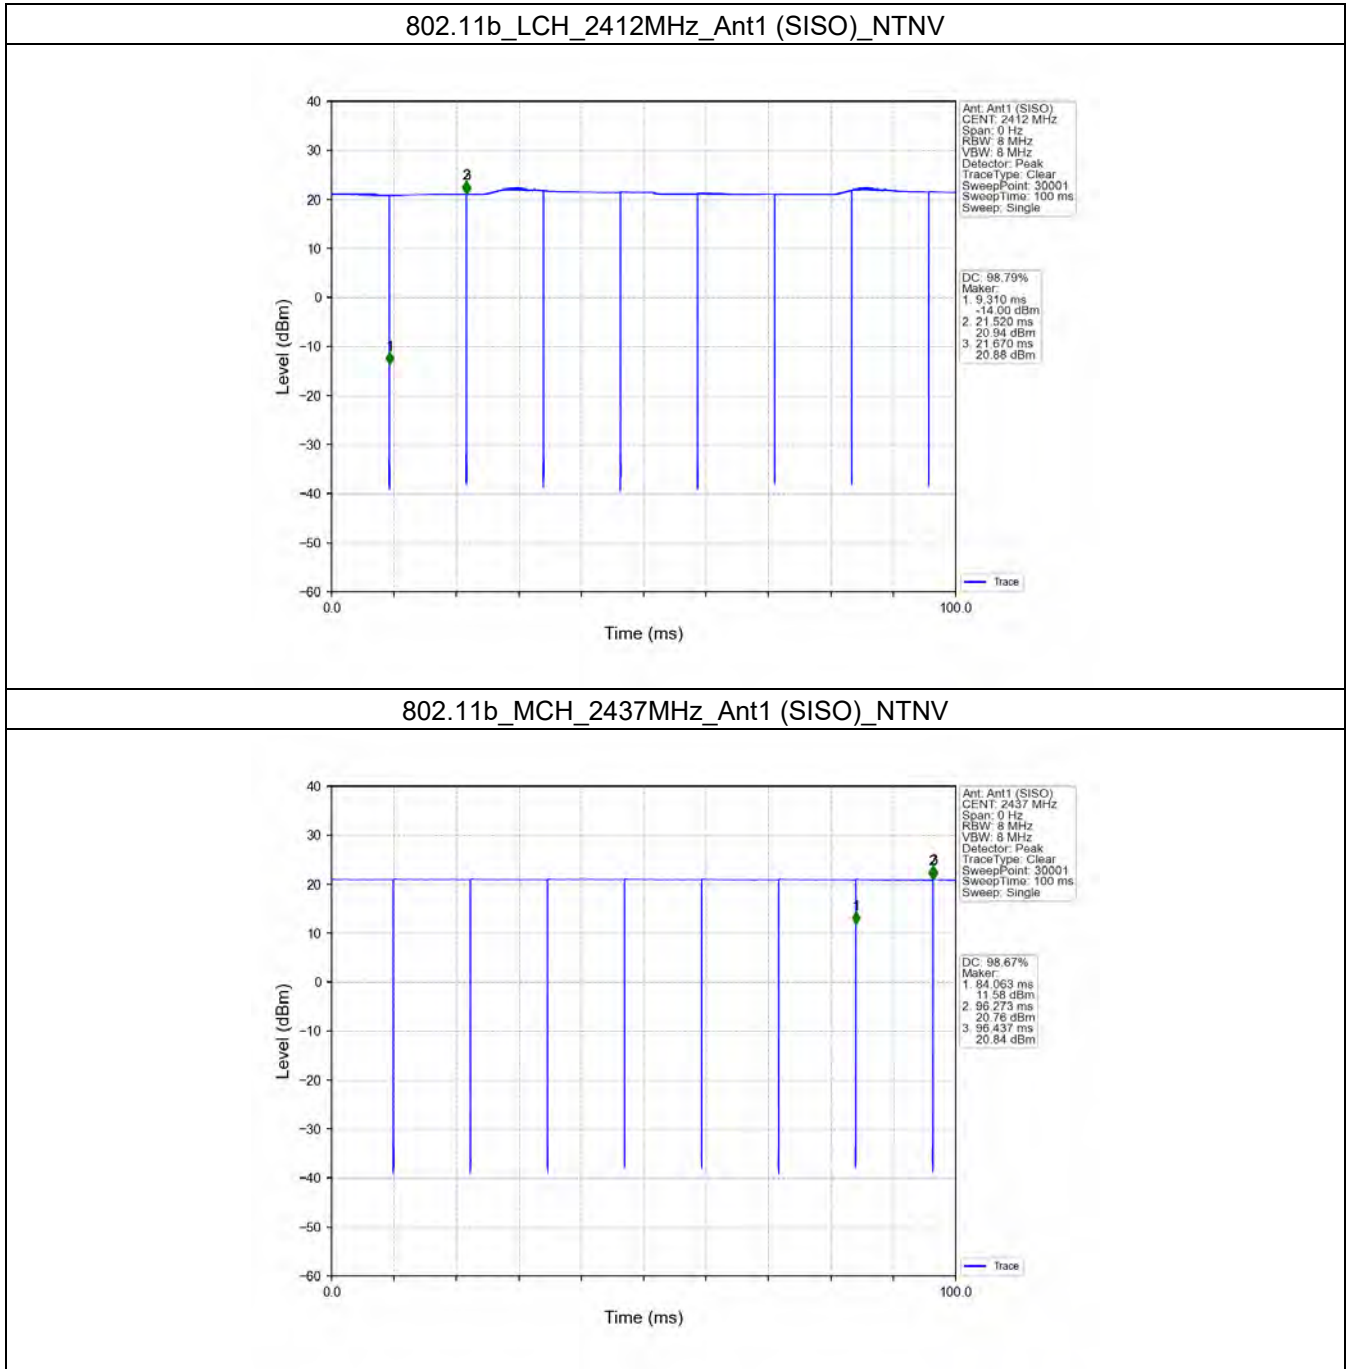 802.11b_LCH_2412MHz_Ant1 (SISO)_NTNV
40
30
20
10
0
−10
−20
−30
−40
−50
−60
Level (dBm)
0.0
100.0
Time (ms)
1
2
3
Ant: Ant1 (SISO)
CENT: 2412 MHz
Span: 0 Hz
RBW: 8 MHz
VBW: 8 MHz
Detector: Peak
TraceType: Clear
SweepPoint: 30001
SweepTime: 100 ms
Sweep: Single
DC: 98.79%
Maker:
1. 9.310 ms
-14.00 dBm
2. 21.520 ms
20.94 dBm
3. 21.670 ms
20.88 dBm
Trace
802.11b_MCH_2437MHz_Ant1 (SISO)_NTNV
40
30
20
10
0
−10
−20
−30
−40
−50
−60
Level (dBm)
0.0
100.0
Time (ms)
1
2
3
Ant: Ant1 (SISO)
CENT: 2437 MHz
Span: 0 Hz
RBW: 8 MHz
VBW: 8 MHz
Detector: Peak
TraceType: Clear
SweepPoint: 30001
SweepTime: 100 ms
Sweep: Single
DC: 98.67%
Maker:
1. 84.063 ms
11.58 dBm
2. 96.273 ms
20.76 dBm
3. 96.437 ms
20.84 dBm
Trace